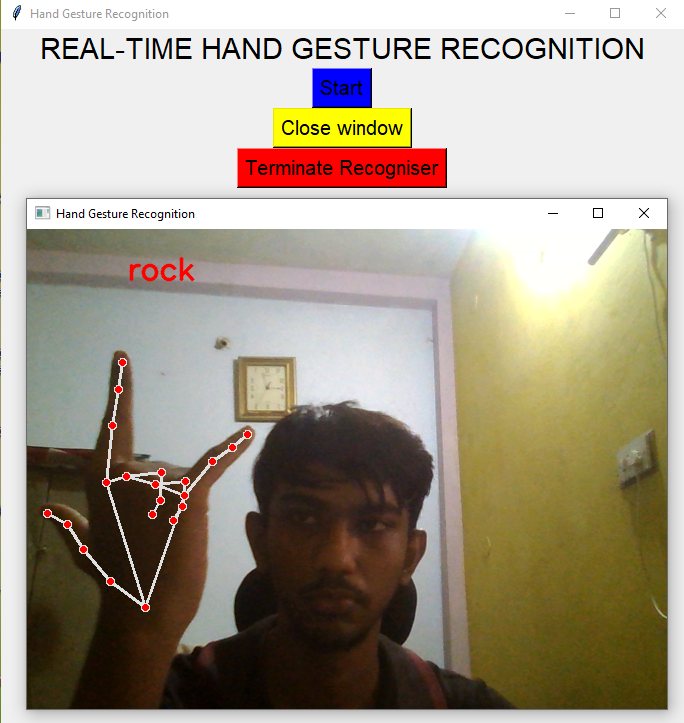 Hand Gesture Recognition
REAL-TIME HAND GESTURE RECOGNITION
Start
Close window
Terminate Recogniser
Hand Gesture Recognition
rock